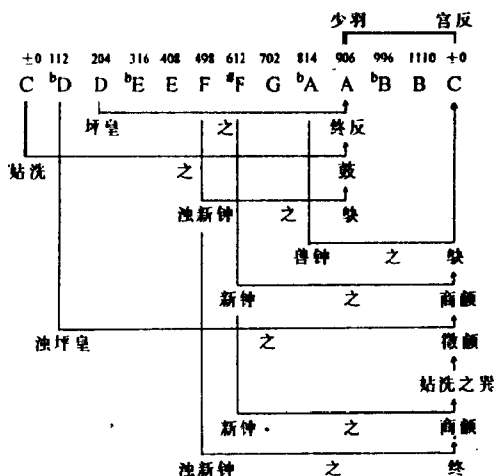 少羽 宫反
±0 112 204 316 408 498 612 702 814 906 996 1110 ±0
C ᵇD D ᵇE E F #F G ᵇA A ᵇB B C
坪皇 之 终反
姑洗 之 鼓
浊新钟 之 缺
兽钟 之 缺
新钟 之 商顾
浊坪皇 之 徵顾
姑洗之巽
新钟· 之 商顾
浊新钟 之 终